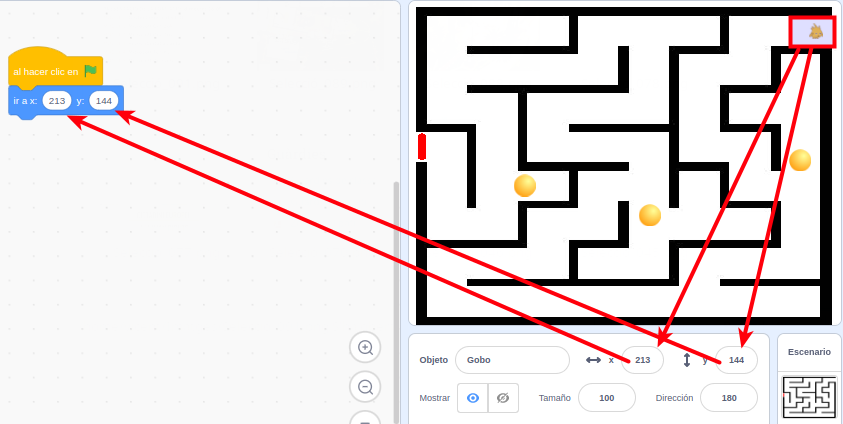 al hacer clic en
ir a x: 213 y: 144
Objeto Gobo x 213 y 144
Mostrar Tamaño 100 Dirección 180
Escenario